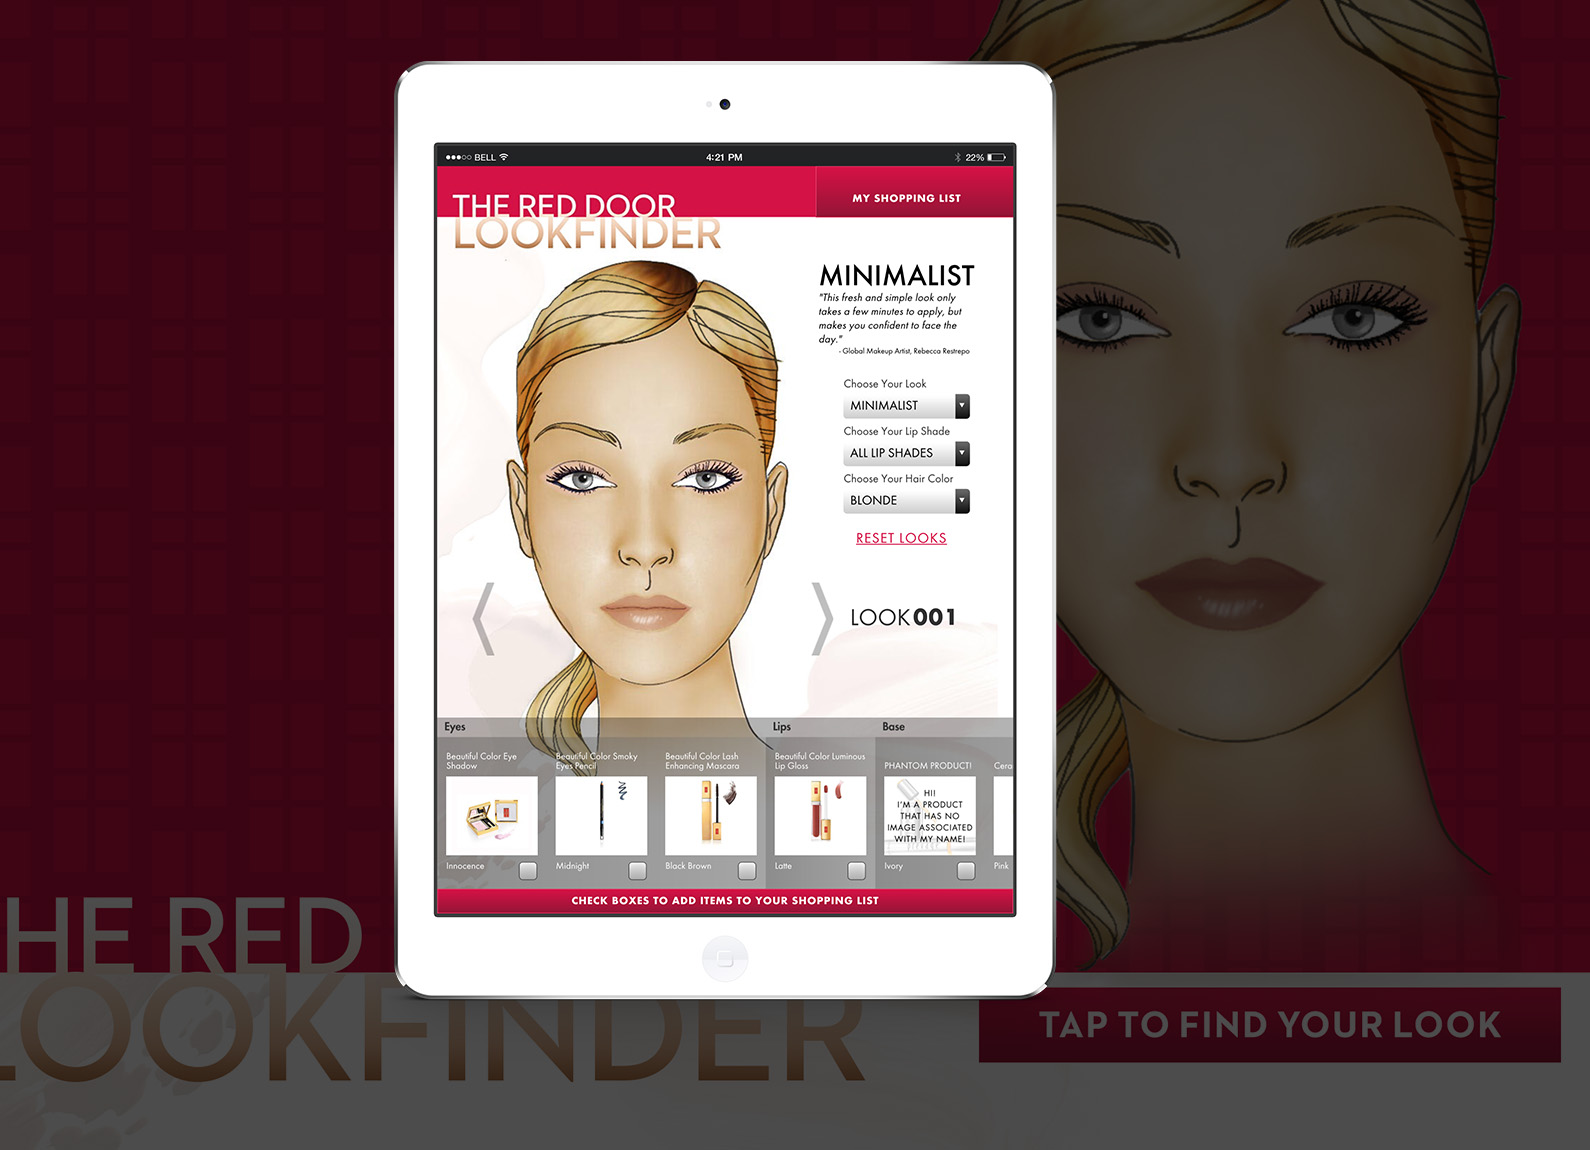 BELL
4:21 PM
22%
THE RED DOOR
LOOKFINDER
MY SHOPPING LIST
MINIMALIST
"This fresh and simple look only
takes a few minutes to apply, but
makes you confident to face the
day."
- Global Makeup Artist, Rebecca Restrepo
Choose Your Look
MINIMALIST
Choose Your Lip Shade
ALL LIP SHADES
Choose Your Hair Color
BLONDE
RESET LOOKS
LOOK001
Eyes
Lips
Base
Beautiful Color Eye
Shadow
Innocence
Beautiful Color Smoky
Eyes Pencil
Midnight
Beautiful Color Lash
Enhancing Mascara
Black Brown
Beautiful Color Luminous
Lip Gloss
Latte
PHANTOM PRODUCT!
HI!
I'M A PRODUCT
THAT HAS NO
IMAGE ASSOCIATED
WITH MY NAME!
Ivory
Cera
Pink
CHECK BOXES TO ADD ITEMS TO YOUR SHOPPING LIST
HE RED
LOOKFINDER
TAP TO FIND YOUR LOOK